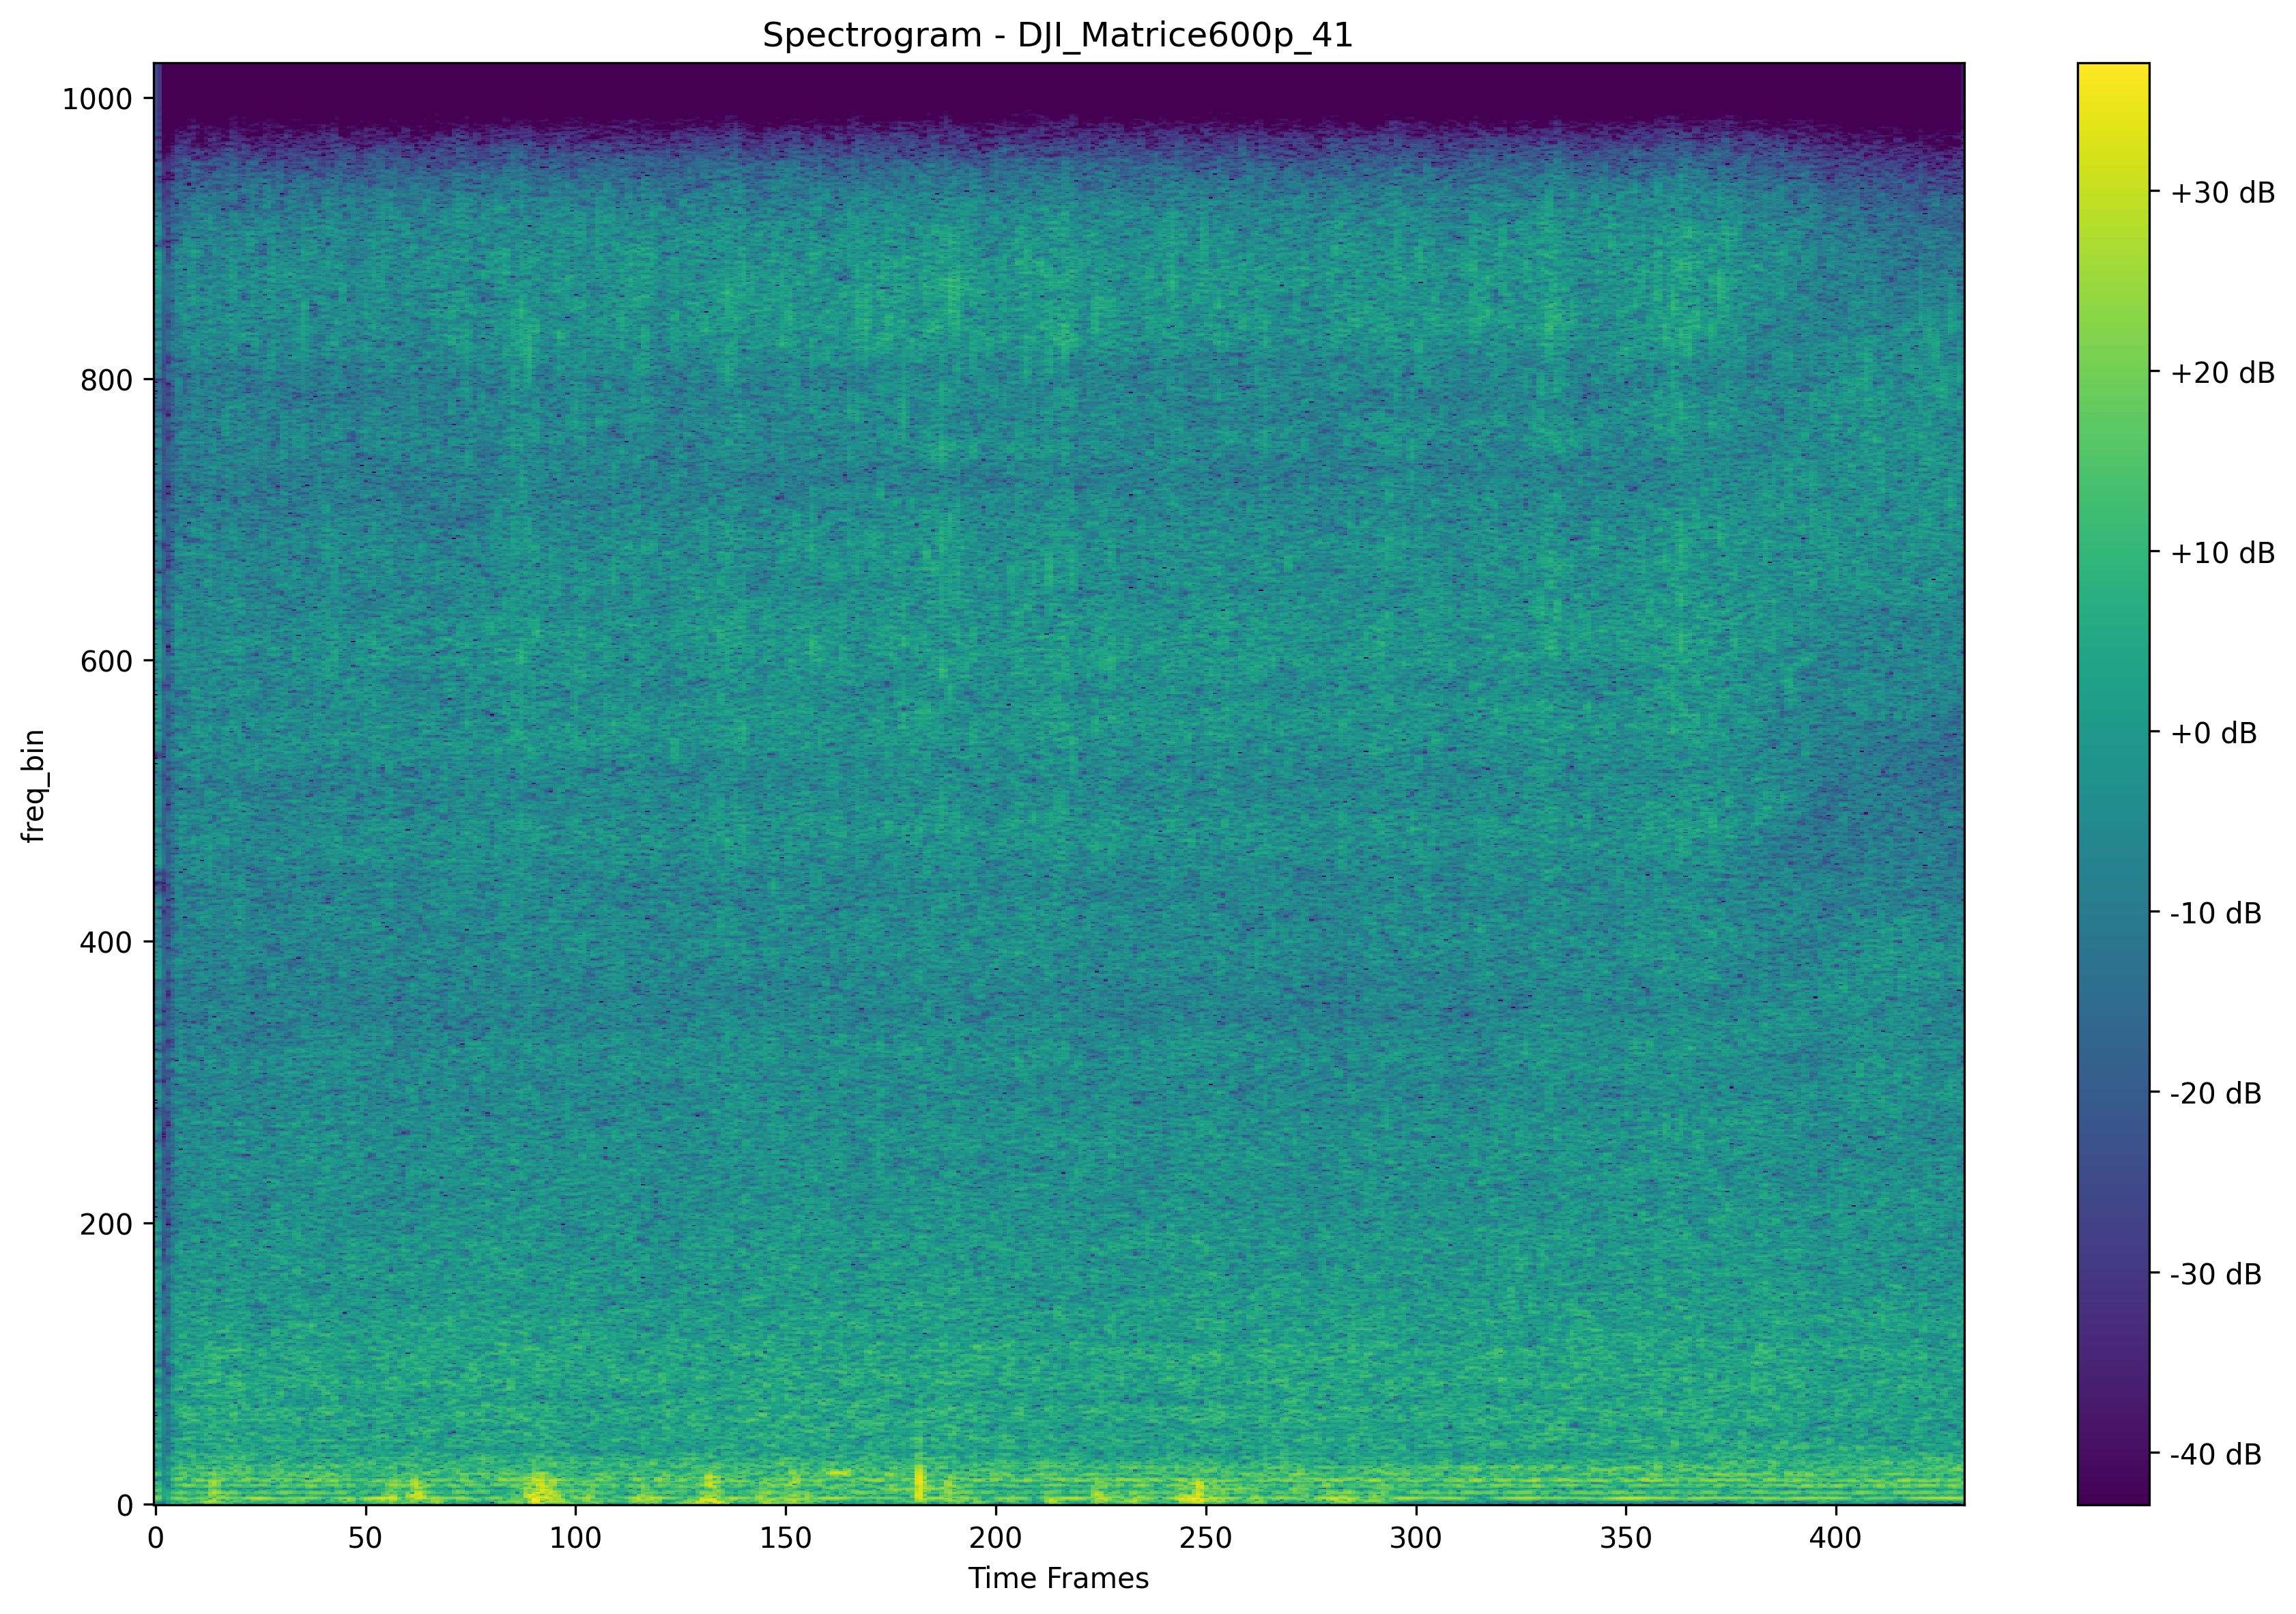 Spectrogram - DJI_Matrice600p_41
1000
800
600
400
200
0
freq_bin
0 50 100 150 200 250 300 350 400
Time Frames
+30 dB
+20 dB
+10 dB
+0 dB
-10 dB
-20 dB
-30 dB
-40 dB